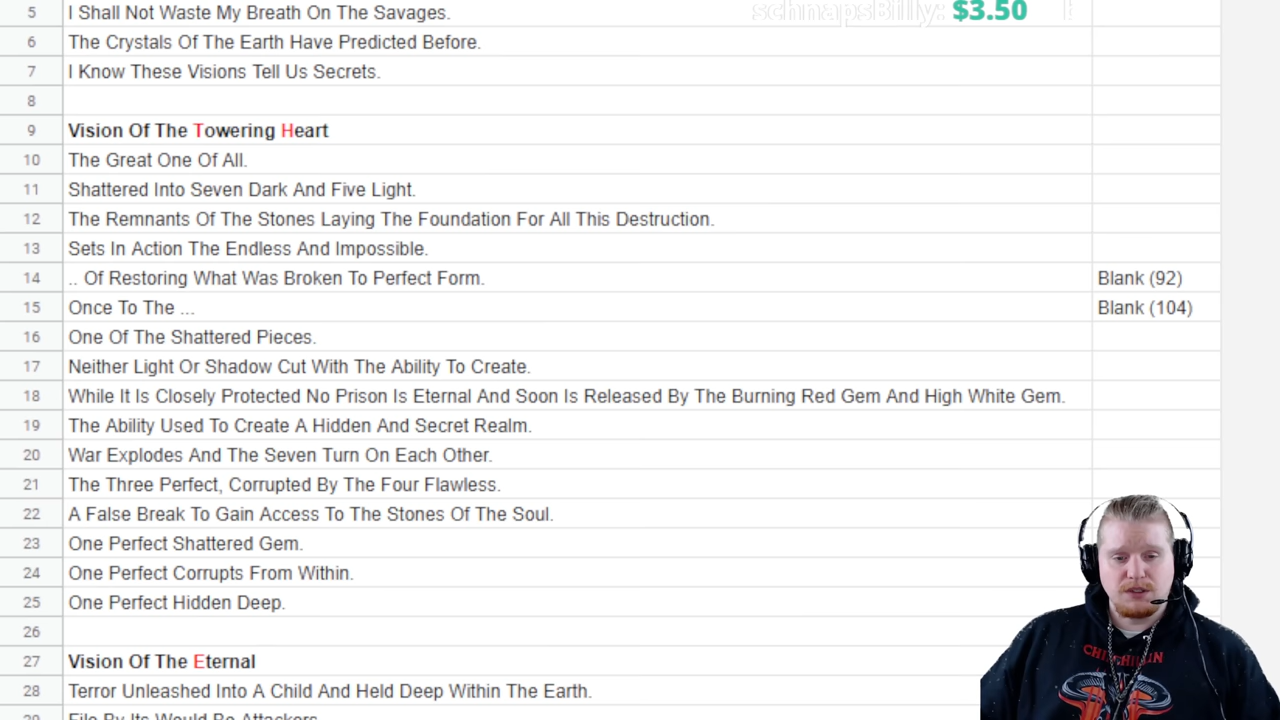 schnapsBilly: $3.50
5 I Shall Not Waste My Breath On The Savages.
6 The Crystals Of The Earth Have Predicted Before.
7 I Know These Visions Tell Us Secrets.
8
9 Vision Of The Towering Heart
10 The Great One Of All.
11 Shattered Into Seven Dark And Five Light.
12 The Remnants Of The Stones Laying The Foundation For All This Destruction.
13 Sets In Action The Endless And Impossible.
14 .. Of Restoring What Was Broken To Perfect Form. Blank (92)
15 Once To The ... Blank (104)
16 One Of The Shattered Pieces.
17 Neither Light Or Shadow Cut With The Ability To Create.
18 While It Is Closely Protected No Prison Is Eternal And Soon Is Released By The Burning Red Gem And High White Gem.
19 The Ability Used To Create A Hidden And Secret Realm.
20 War Explodes And The Seven Turn On Each Other.
21 The Three Perfect, Corrupted By The Four Flawless.
22 A False Break To Gain Access To The Stones Of The Soul.
23 One Perfect Shattered Gem.
24 One Perfect Corrupts From Within.
25 One Perfect Hidden Deep.
26
27 Vision Of The Eternal
28 Terror Unleashed Into A Child And Held Deep Within The Earth.